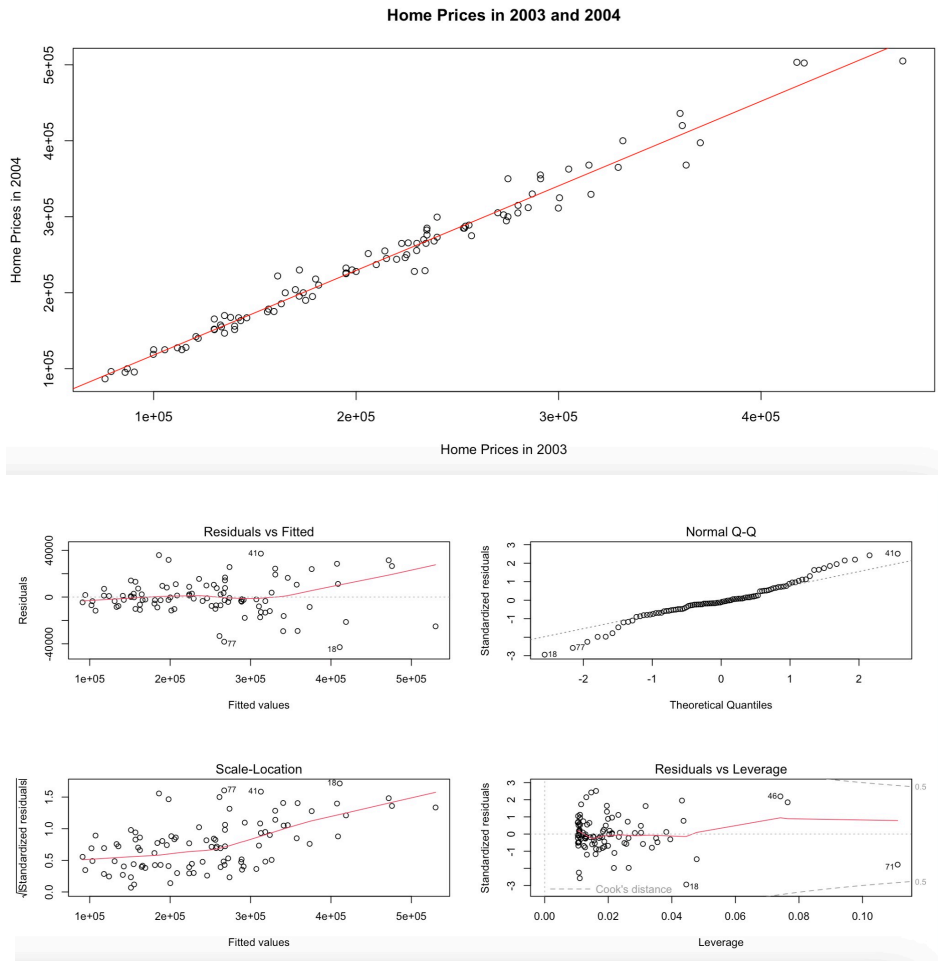 Home Prices in 2003 and 2004
5e+05
4e+05
3e+05
2e+05
1e+05
Home Prices in 2004
1e+05 2e+05 3e+05 4e+05
Home Prices in 2003
Residuals vs Fitted
40000
0
-40000
Residuals
41
77
18
1e+05 2e+05 3e+05 4e+05 5e+05
Fitted values
Normal Q-Q
3
2
1
0
-1
-3
Standardized residuals
41
77
18
-2 -1 0 1 2
Theoretical Quantiles
Scale-Location
1.5
1.0
0.5
0.0
√|Standardized residuals|
18
77
41
1e+05 2e+05 3e+05 4e+05 5e+05
Fitted values
Residuals vs Leverage
3
2
1
0
-1
-3
Standardized residuals
0.5
46
71
0.5
18
Cook's distance
0.00 0.02 0.04 0.06 0.08 0.10
Leverage